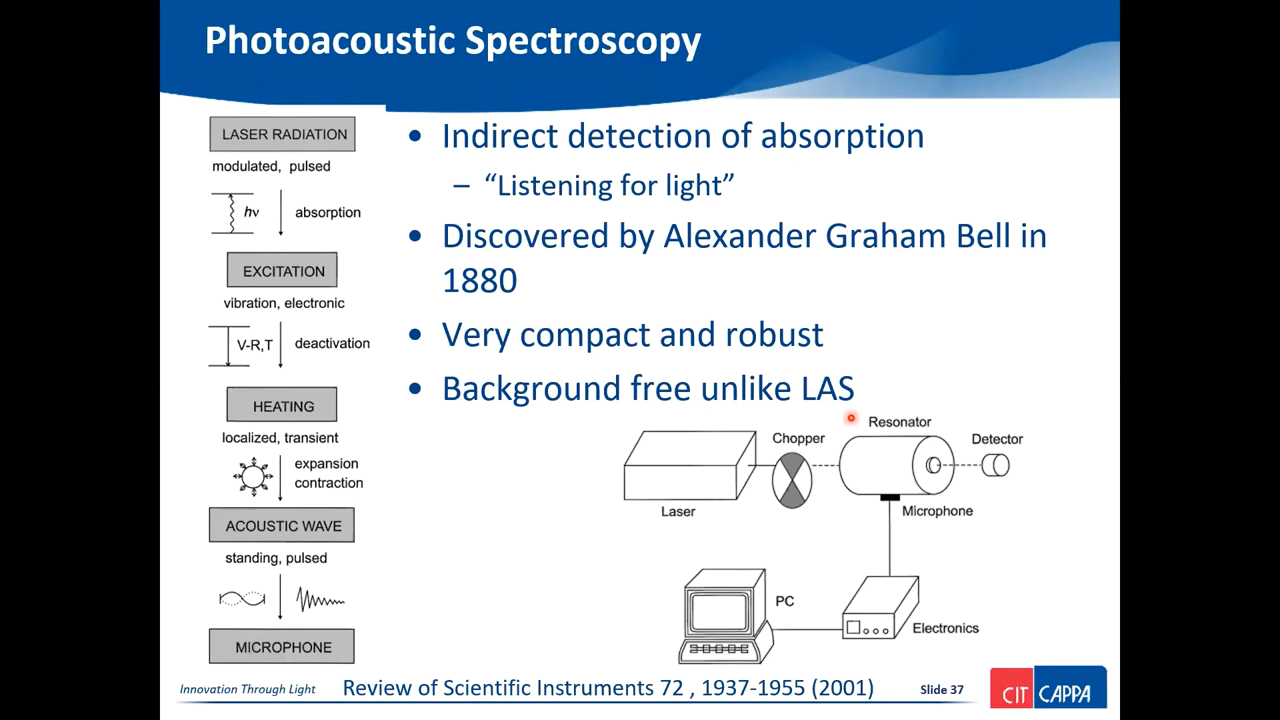 Photoacoustic Spectroscopy
LASER RADIATION
modulated, pulsed
hν
absorption
EXCITATION
vibration, electronic
V-R,T
deactivation
HEATING
localized, transient
expansion
contraction
ACOUSTIC WAVE
standing, pulsed
MICROPHONE
• Indirect detection of absorption
– “Listening for light”
• Discovered by Alexander Graham Bell in
1880
• Very compact and robust
• Background free unlike LAS
Resonator
Chopper
Detector
Laser
Microphone
PC
Electronics
Innovation Through Light
Review of Scientific Instruments 72 , 1937-1955 (2001)
Slide 37
CIT CAPPA